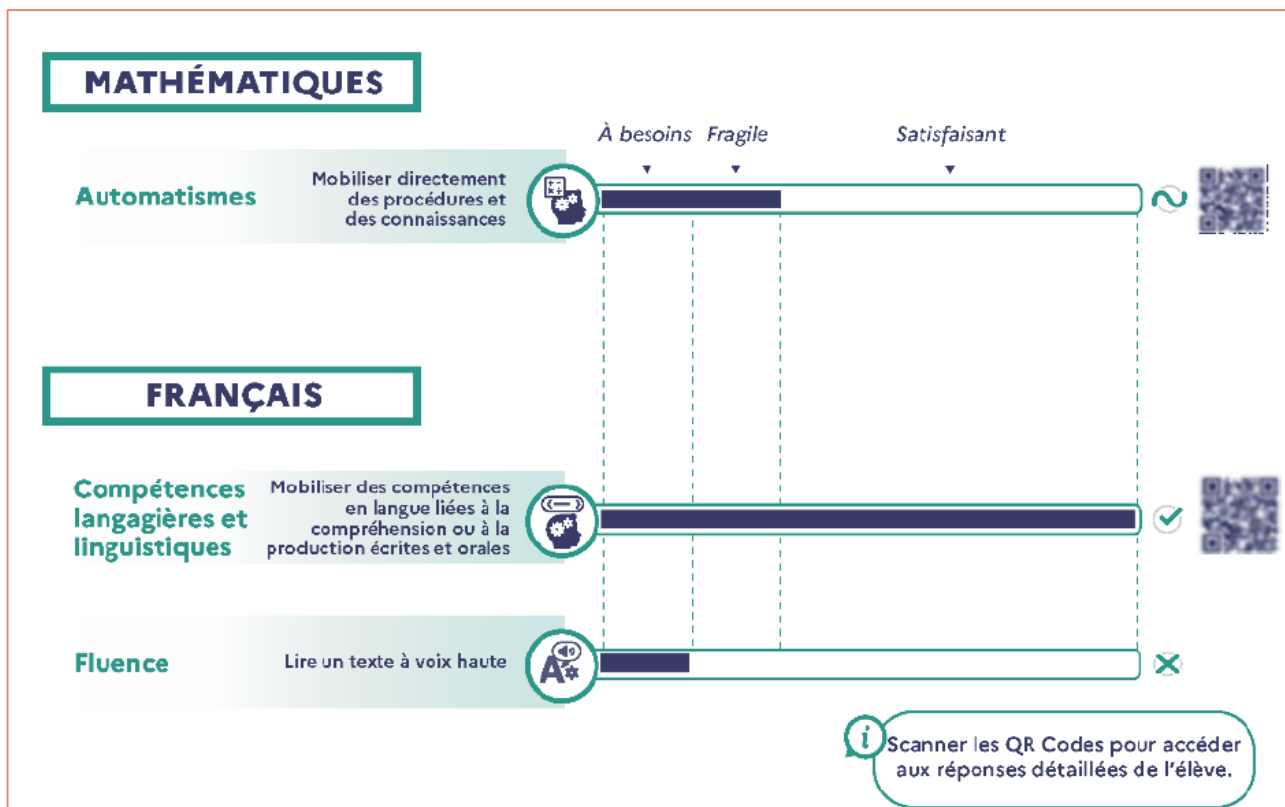 MATHÉMATIQUES
À besoins Fragile Satisfaisant
Automatismes
Mobiliser directement
des procédures et
des connaissances
FRANÇAIS
Compétences
langagières et
linguistiques
Mobiliser des compétences
en langue liées à la
compréhension ou à la
production écrites et orales
Fluence
Lire un texte à voix haute
A
i
Scanner les QR Codes pour accéder
aux réponses détaillées de l'élève.